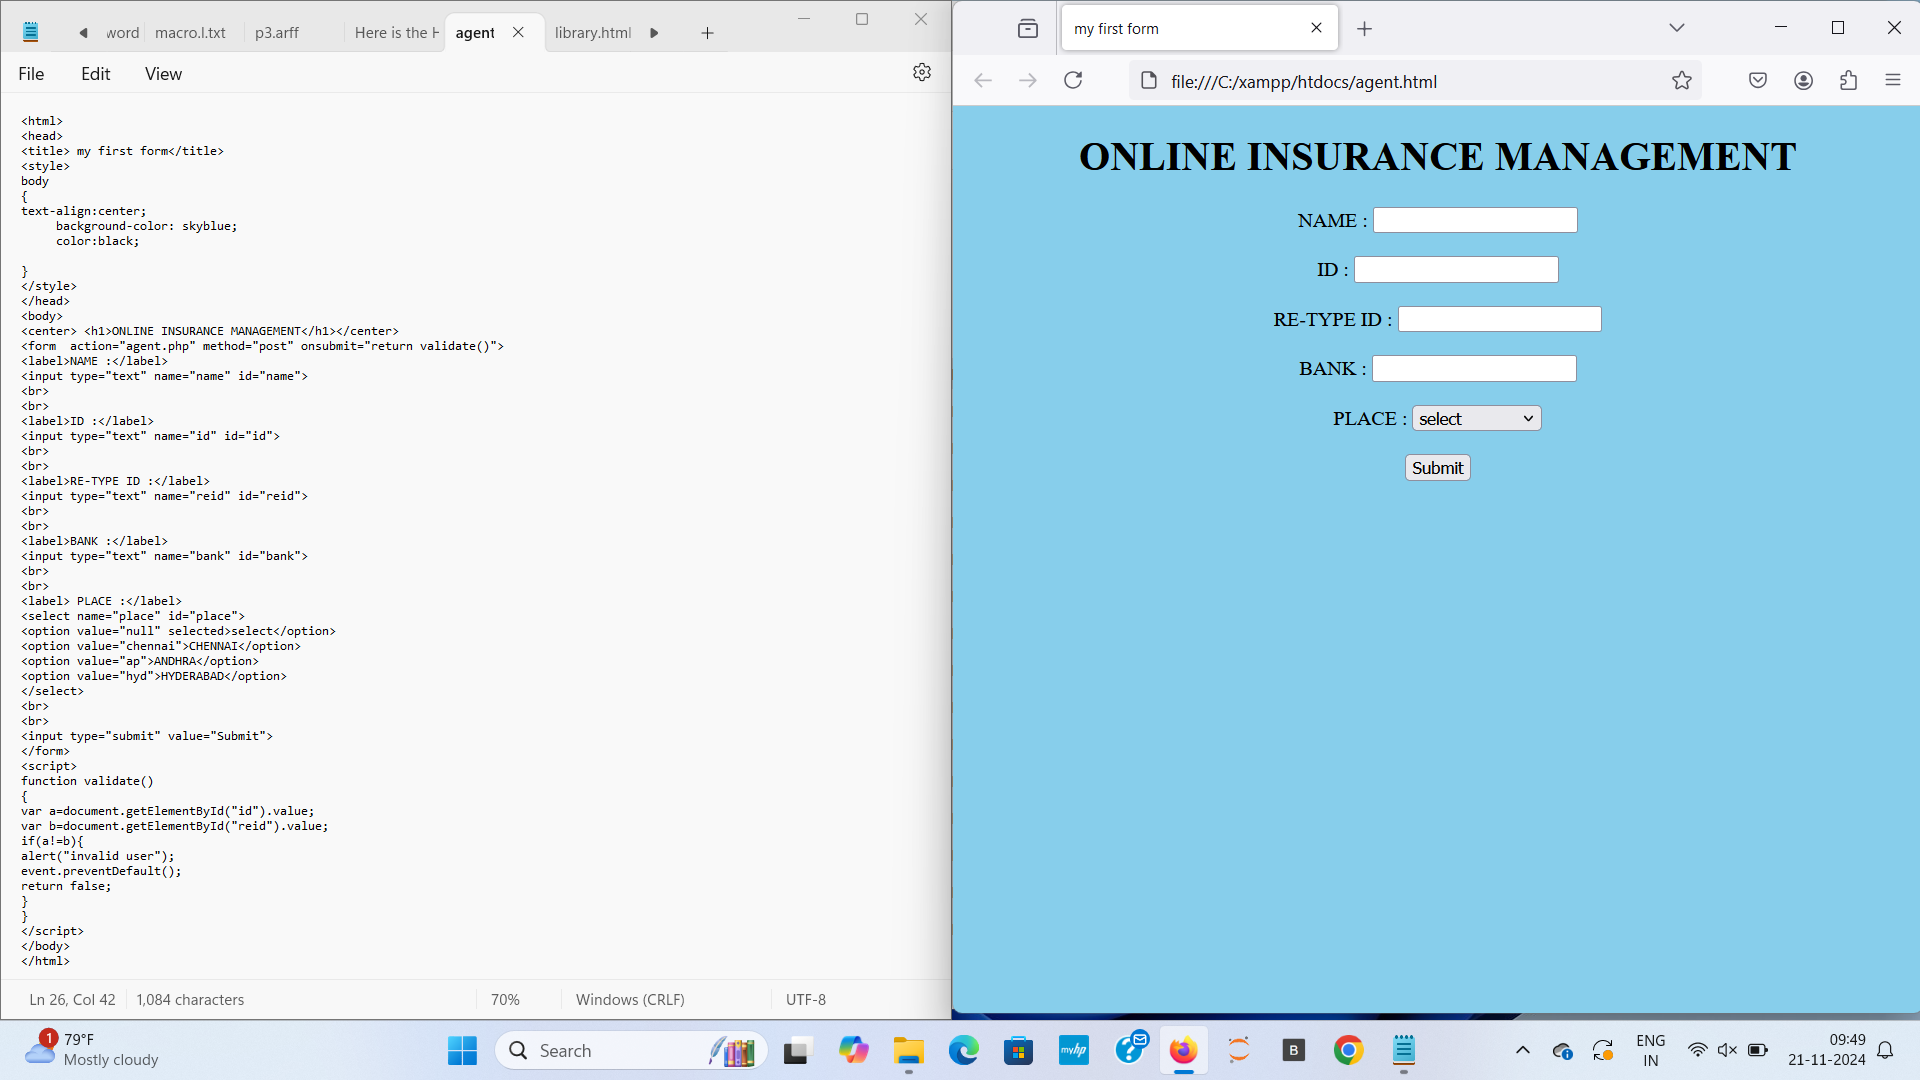 word
macro.l.txt
p3.arff
Here is the H
agent
library.html
File
Edit
View
<html>
<head>
<title> my first form</title>
<style>
body
{
text-align:center;
background-color: skyblue;
color:black;
}
</style>
</head>
<body>
<center> <h1>ONLINE INSURANCE MANAGEMENT</h1></center>
<form  action="agent.php" method="post" onsubmit="return validate()">
<label>NAME :</label>
<input type="text" name="name" id="name">
<br>
<br>
<label>ID :</label>
<input type="text" name="id" id="id">
<br>
<br>
<label>RE-TYPE ID :</label>
<input type="text" name="reid" id="reid">
<br>
<br>
<label>BANK :</label>
<input type="text" name="bank" id="bank">
<br>
<br>
<label> PLACE :</label>
<select name="place" id="place">
<option value="null" selected>select</option>
<option value="chennai">CHENNAI</option>
<option value="ap">ANDHRA</option>
<option value="hyd">HYDERABAD</option>
</select>
<br>
<br>
<input type="submit" value="Submit">
</form>
<script>
function validate()
{
var a=document.getElementById("id").value;
var b=document.getElementById("reid").value;
if(a!=b){
alert("invalid user");
event.preventDefault();
return false;
}
}
</script>
</body>
</html>
Ln 26, Col 42
1,084 characters
70%
Windows (CRLF)
UTF-8
my first form
file:///C:/xampp/htdocs/agent.html
ONLINE INSURANCE MANAGEMENT
NAME :
ID :
RE-TYPE ID :
BANK :
PLACE : select
Submit
1
79°F
Mostly cloudy
Search
myhp
?
B
ENG
IN
09:49
21-11-2024